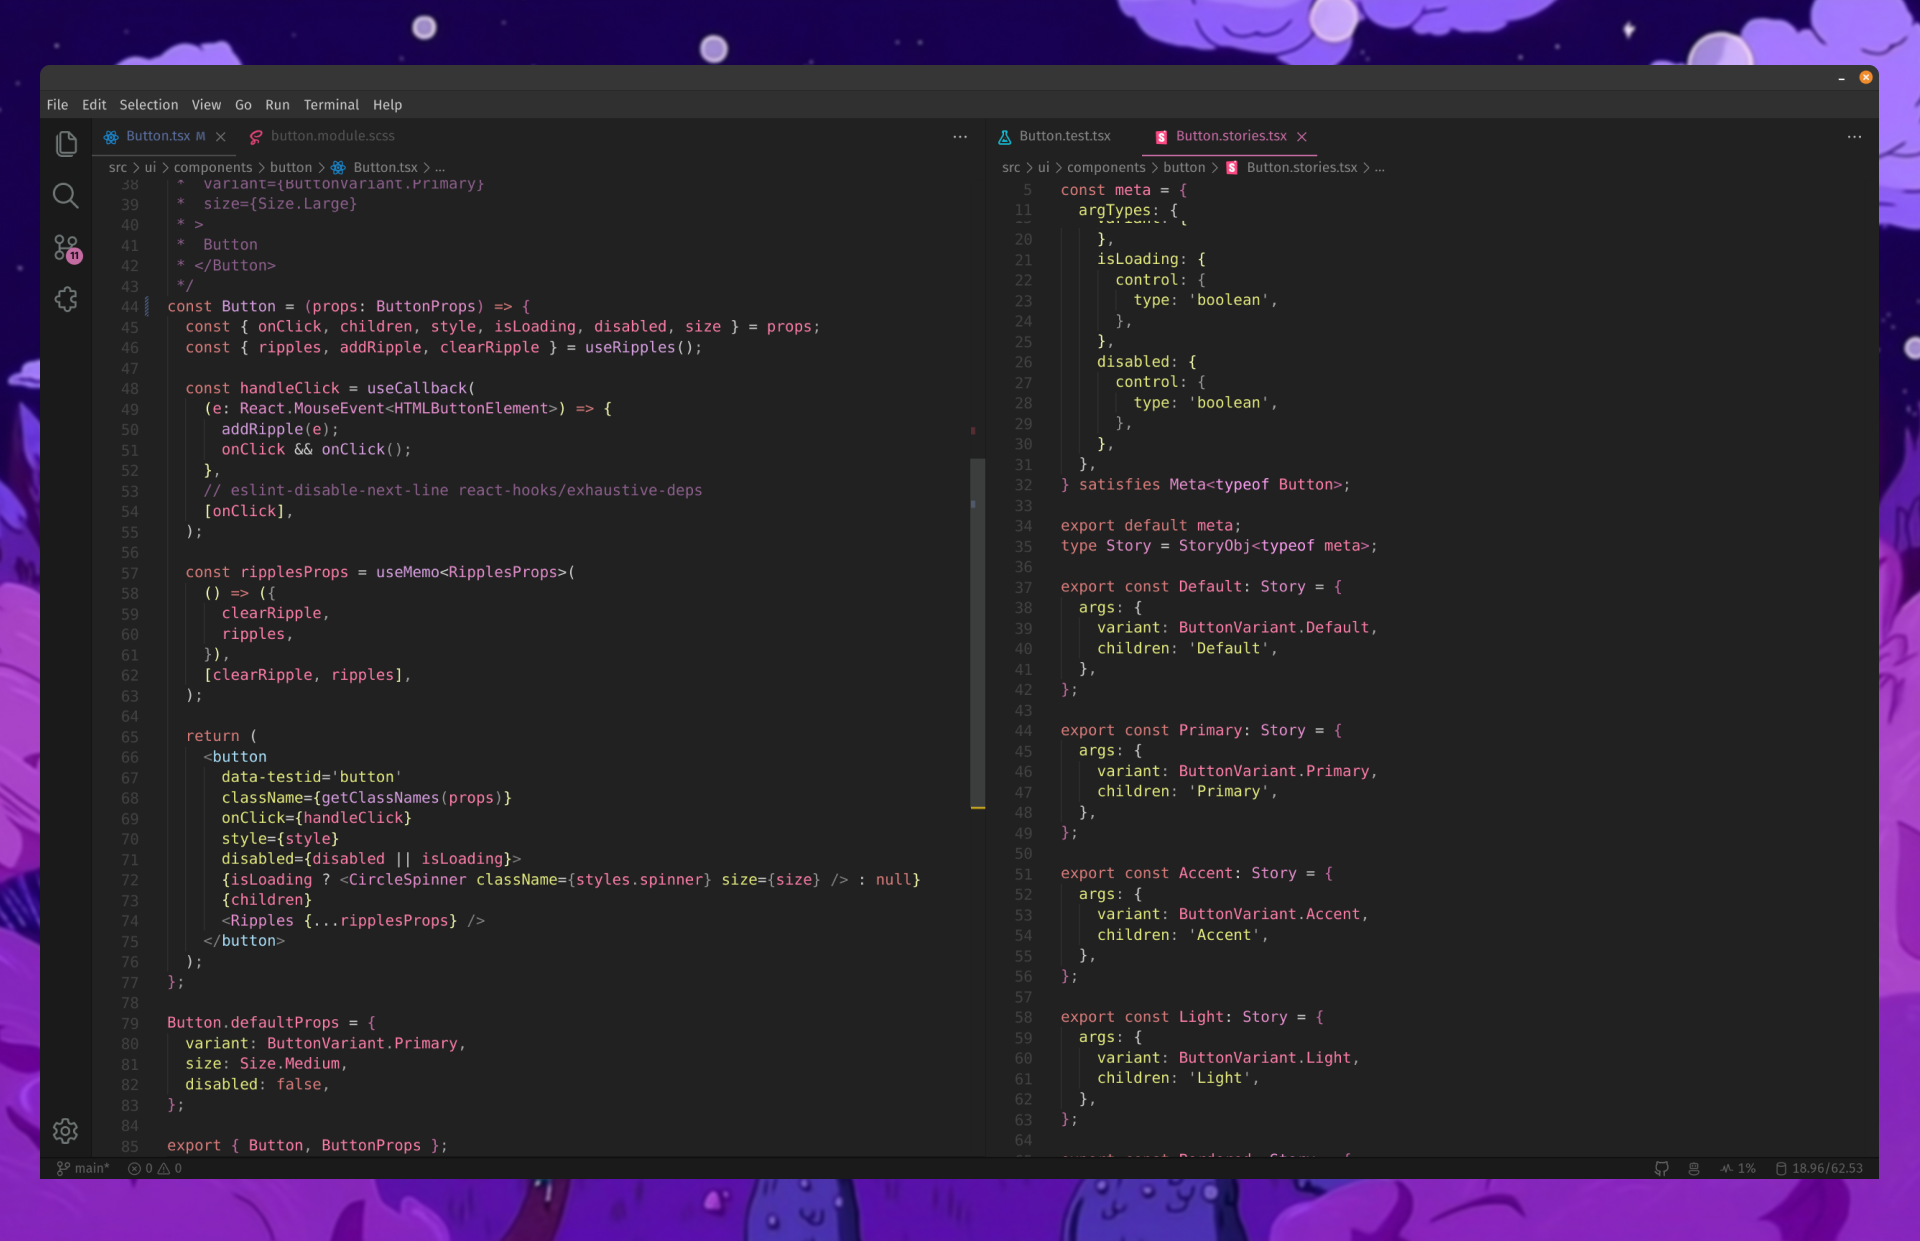 File Edit Selection View Go Run Terminal Help
Button.tsx M
button.module.scss
...
src > ui > components > button > Button.tsx > ...
38 * variant={ButtonVariant.Primary}
39 * size={Size.Large}
40 * >
41 * Button
42 * </Button>
43 */
44 const Button = (props: ButtonProps) => {
45 const { onClick, children, style, isLoading, disabled, size } = props;
46 const { ripples, addRipple, clearRipple } = useRipples();
47
48 const handleClick = useCallback(
49 (e: React.MouseEvent<HTMLButtonElement>) => {
50 addRipple(e);
51 onClick && onClick();
52 },
53 // eslint-disable-next-line react-hooks/exhaustive-deps
54 [onClick],
55 );
56
57 const ripplesProps = useMemo<RipplesProps>(
58 () => ({
59 clearRipple,
60 ripples,
61 }),
62 [clearRipple, ripples],
63 );
64
65 return (
66 <button
67 data-testid='button'
68 className={getClassNames(props)}
69 onClick={handleClick}
70 style={style}
71 disabled={disabled || isLoading}>
72 {isLoading ? <CircleSpinner className={styles.spinner} size={size} /> : null}
73 {children}
74 <Ripples {...ripplesProps} />
75 </button>
76 );
77 };
78
79 Button.defaultProps = {
80 variant: ButtonVariant.Primary,
81 size: Size.Medium,
82 disabled: false,
83 };
84
85 export { Button, ButtonProps };
Button.test.tsx
Button.stories.tsx
...
src > ui > components > button > Button.stories.tsx > ...
5 const meta = {
11 argTypes: {
20 },
21 isLoading: {
22 control: {
23 type: 'boolean',
24 },
25 },
26 disabled: {
27 control: {
28 type: 'boolean',
29 },
30 },
31 },
32 } satisfies Meta<typeof Button>;
33
34 export default meta;
35 type Story = StoryObj<typeof meta>;
36
37 export const Default: Story = {
38 args: {
39 variant: ButtonVariant.Default,
40 children: 'Default',
41 },
42 };
43
44 export const Primary: Story = {
45 args: {
46 variant: ButtonVariant.Primary,
47 children: 'Primary',
48 },
49 };
50
51 export const Accent: Story = {
52 args: {
53 variant: ButtonVariant.Accent,
54 children: 'Accent',
55 },
56 };
57
58 export const Light: Story = {
59 args: {
60 variant: ButtonVariant.Light,
61 children: 'Light',
62 },
63 };
64
11
main* 0 0
1% 18.96/62.53